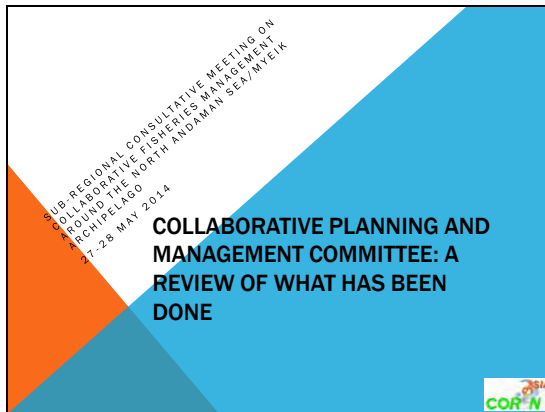 SUB-REGIONAL CONSULTATIVE MEETING ON
COLLABORATIVE FISHERIES MANAGEMENT
AROUND THE NORTH ANDAMAN SEA/MYEIK
ARCHIPELAGO
27-28 MAY 2014
COLLABORATIVE PLANNING AND
MANAGEMENT COMMITTEE: A
REVIEW OF WHAT HAS BEEN
DONE